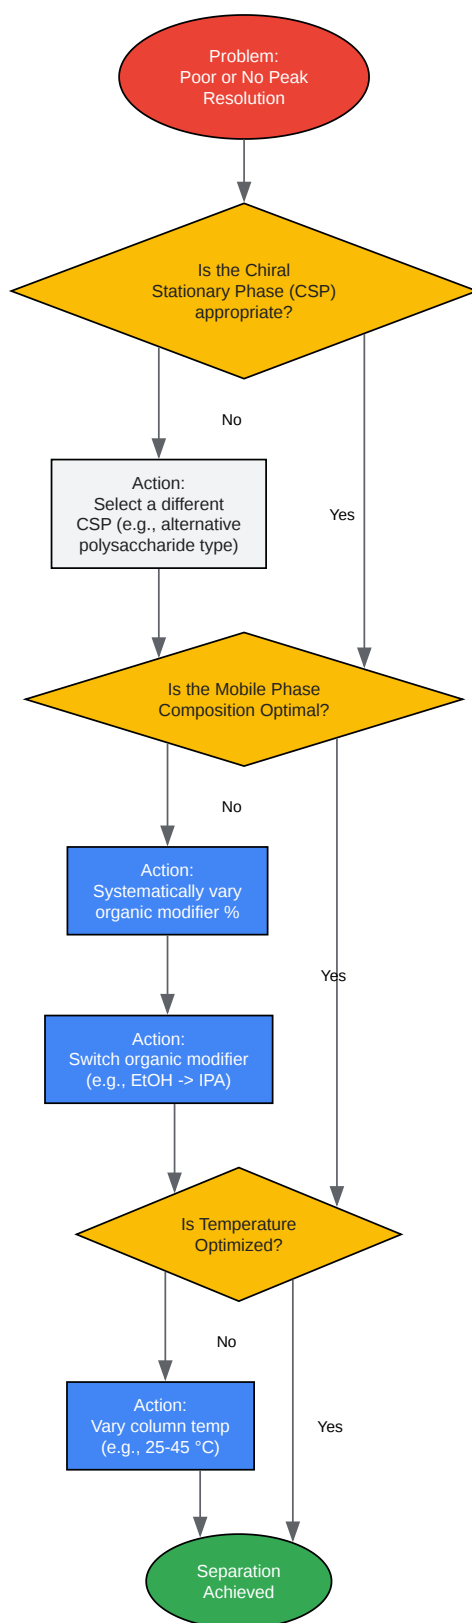 Problem:
Poor or No Peak
Resolution
Is the Chiral
Stationary Phase (CSP)
appropriate?
No
Action:
Select a different
CSP (e.g., alternative
polysaccharide type)
Yes
Is the Mobile Phase
Composition Optimal?
No
Action:
Systematically vary
organic modifier %
Yes
Action:
Switch organic modifier
(e.g., EtOH -> IPA)
Is Temperature
Optimized?
No
Action:
Vary column temp
(e.g., 25-45 °C)
Yes
Separation
Achieved